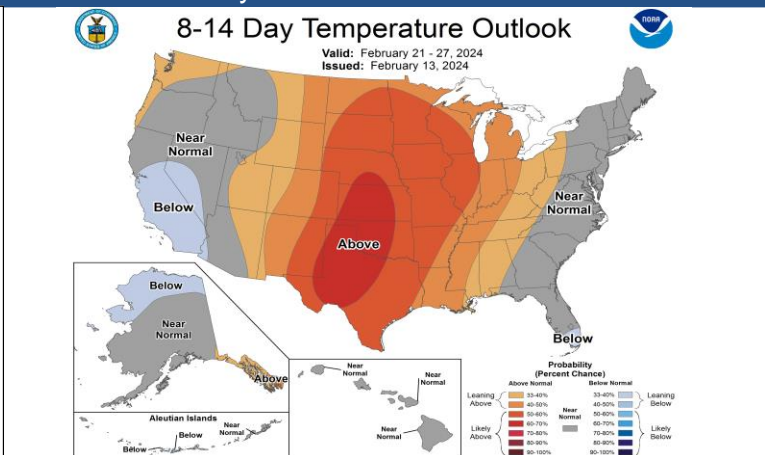 8-14 Day Temperature Outlook
NOAA
Valid: February 21 - 27, 2024
Issued: February 13, 2024
Near
Normal
Below
Above
Near
Normal
Below
Below
Near
Normal
Above
Aleutian Islands
Below
Below
Near
Normal
Near
Normal
Near
Normal
Near
Normal
Probability
(Percent Chance)
Above Normal
Below Normal
Leaning
Above
33-40%
40-50%
Likely
Above
50-60%
60-70%
70-80%
80-90%
90-100%
Near
Normal
33-40%
40-50%
Leaning
Below
50-60%
60-70%
70-80%
80-90%
90-100%
Likely
Below